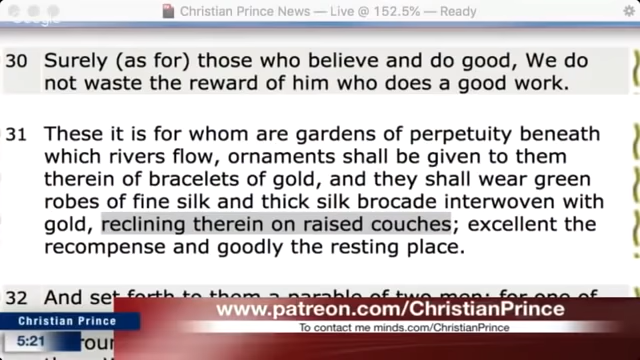 Christian Prince News — Live @ 152.5% — Ready
30 Surely (as for) those who believe and do good, We do
not waste the reward of him who does a good work.
31 These it is for whom are gardens of perpetuity beneath
which rivers flow, ornaments shall be given to them
therein of bracelets of gold, and they shall wear green
robes of fine silk and thick silk brocade interwoven with
gold, reclining therein on raised couches; excellent the
recompense and goodly the resting place.
32 And set forth to them a parable of two men; for one of
www.patreon.com/ChristianPrince
Christian Prince
To contact me minds.com/ChristianPrince
5:21